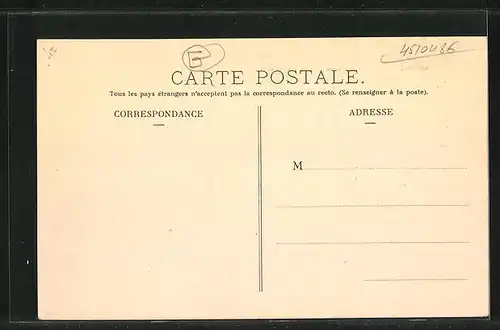 E
4510486
CARTE POSTALE.
Tous les pays étrangers n'acceptent pas la correspondance au recto. (Se renseigner à la poste).
CORRESPONDANCE
ADRESSE
M